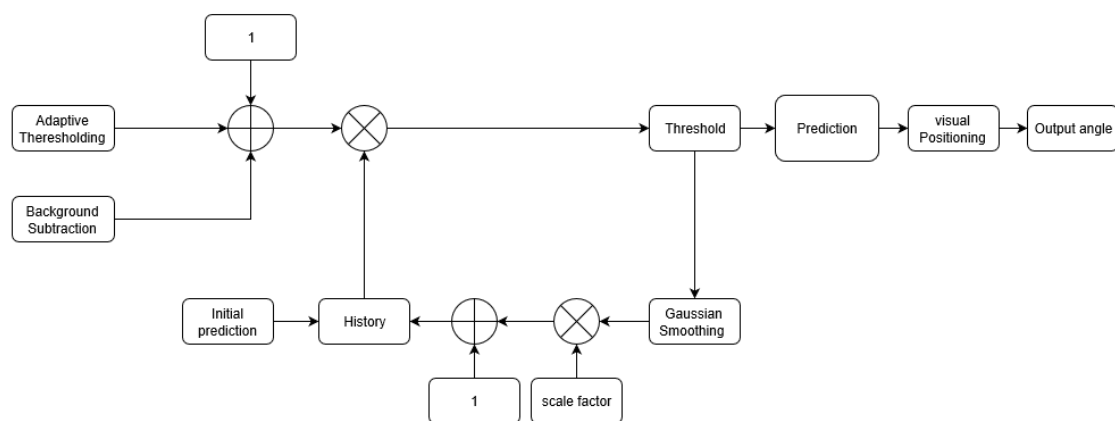 1
Adaptive
Theresholding
Threshold
Prediction
visual
Positioning
Output angle
Background
Subtraction
Initial
prediction
History
Gaussian
Smoothing
1
scale factor